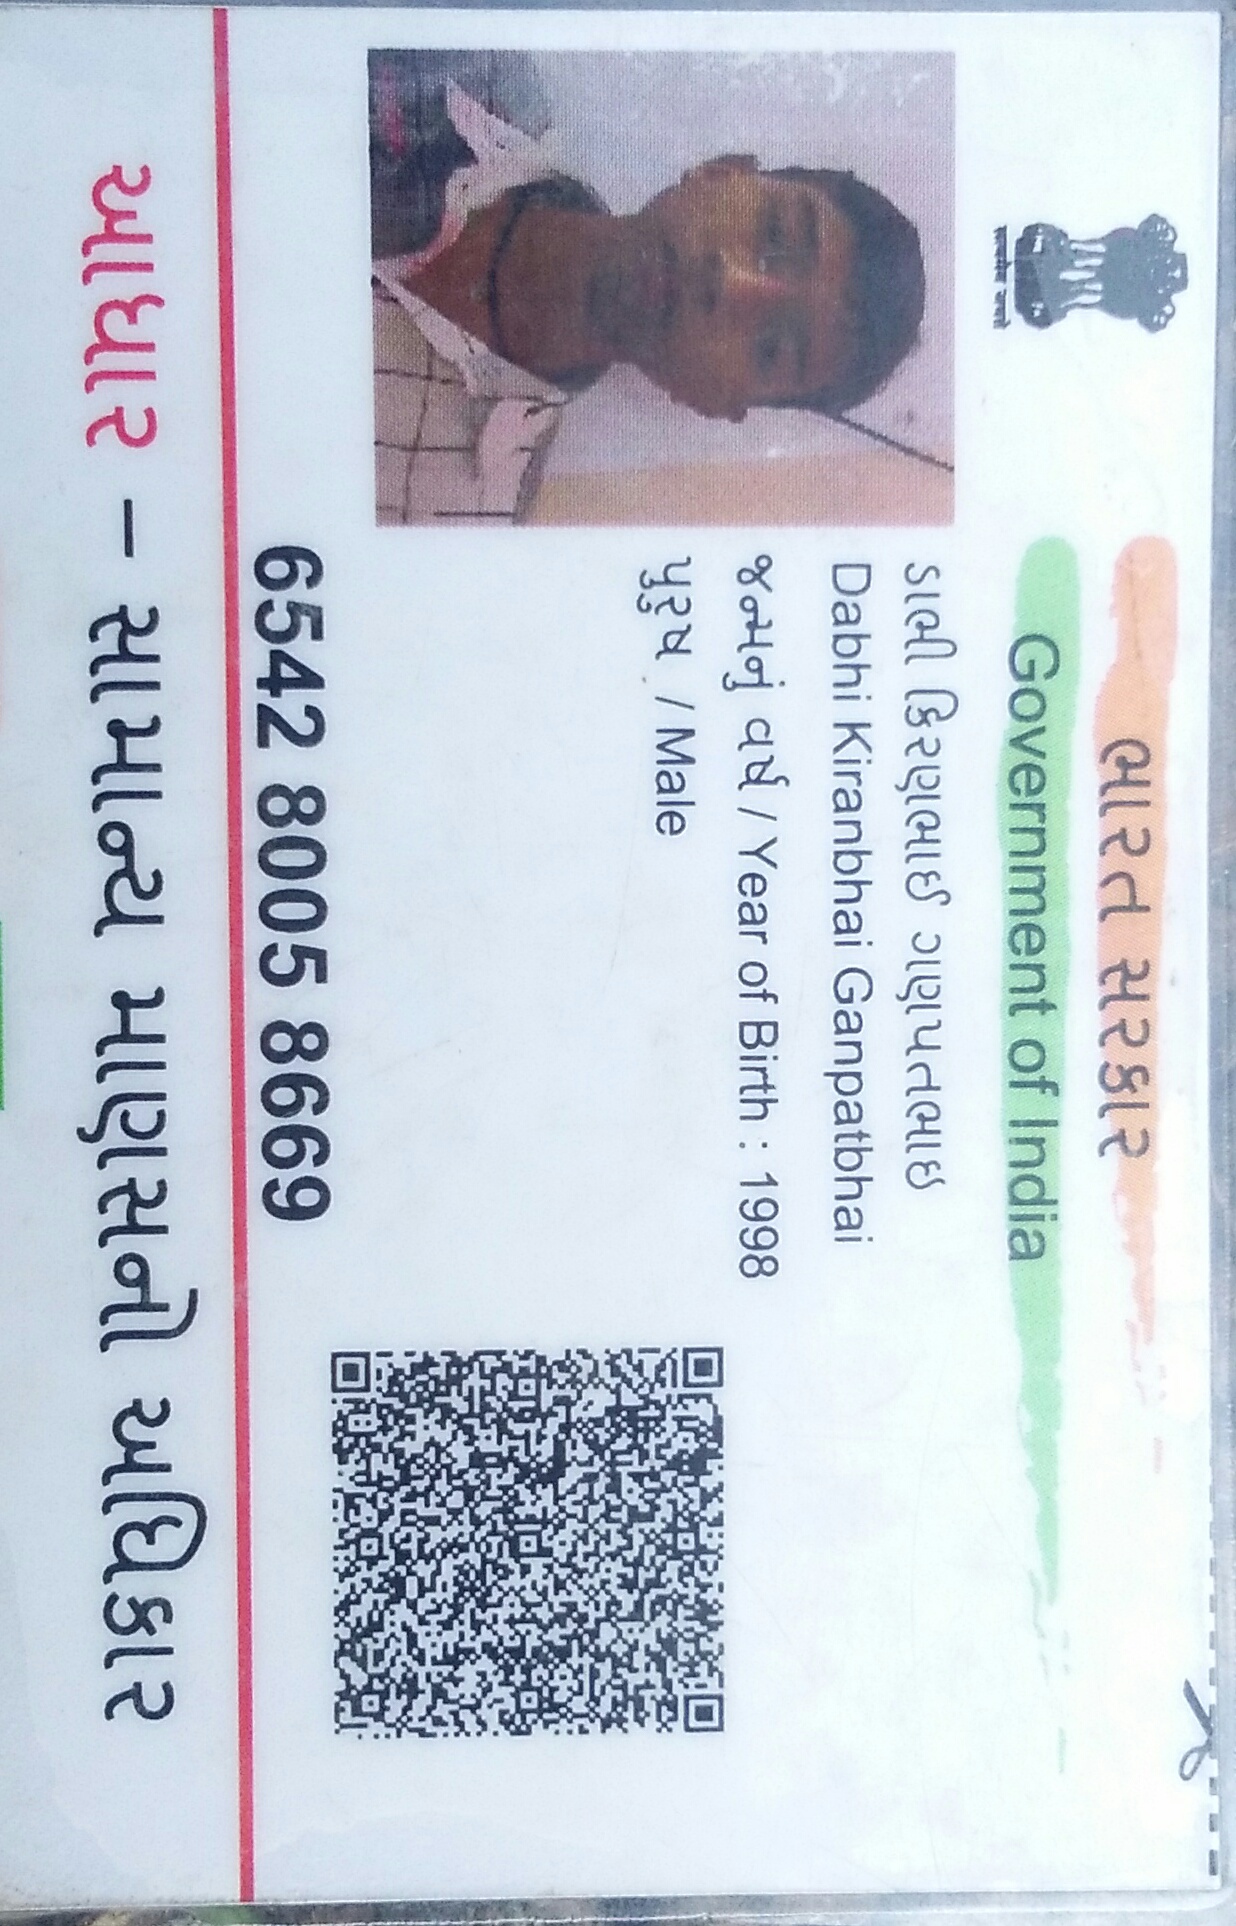 सत्यमेव जयते
ભારત સરકાર
Government of India
ડાભી કિરણભાઈ ગણપતભાઇ
Dabhi Kiranbhai Ganpatbhai
જન્મનું વર્ષ / Year of Birth : 1998
પુરુષ / Male
6542 8005 8669
આધાર – સામાન્ય માણસનો અધિકાર